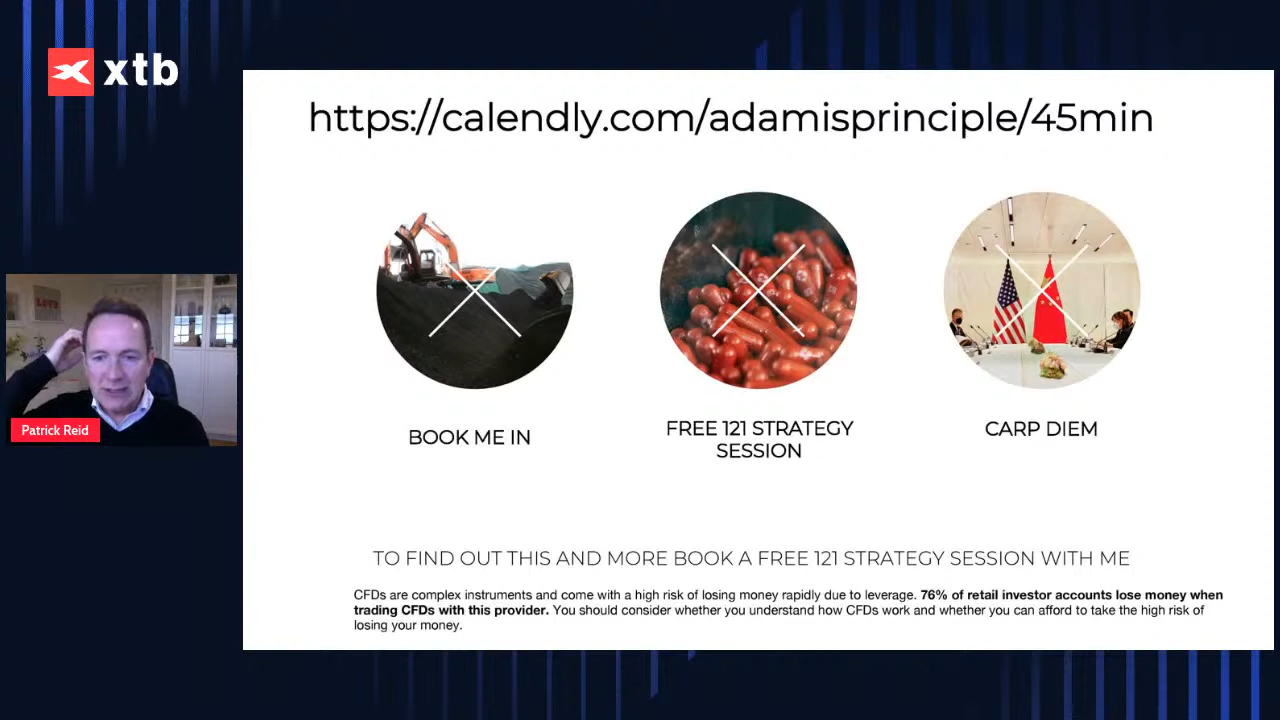 xtb
https://calendly.com/adamisprinciple/45min
Patrick Reid
BOOK ME IN
FREE 121 STRATEGY
SESSION
CARP DIEM
TO FIND OUT THIS AND MORE BOOK A FREE 121 STRATEGY SESSION WITH ME
CFDs are complex instruments and come with a high risk of losing money rapidly due to leverage. 76% of retail investor accounts lose money when
trading CFDs with this provider. You should consider whether you understand how CFDs work and whether you can afford to take the high risk of
losing your money.